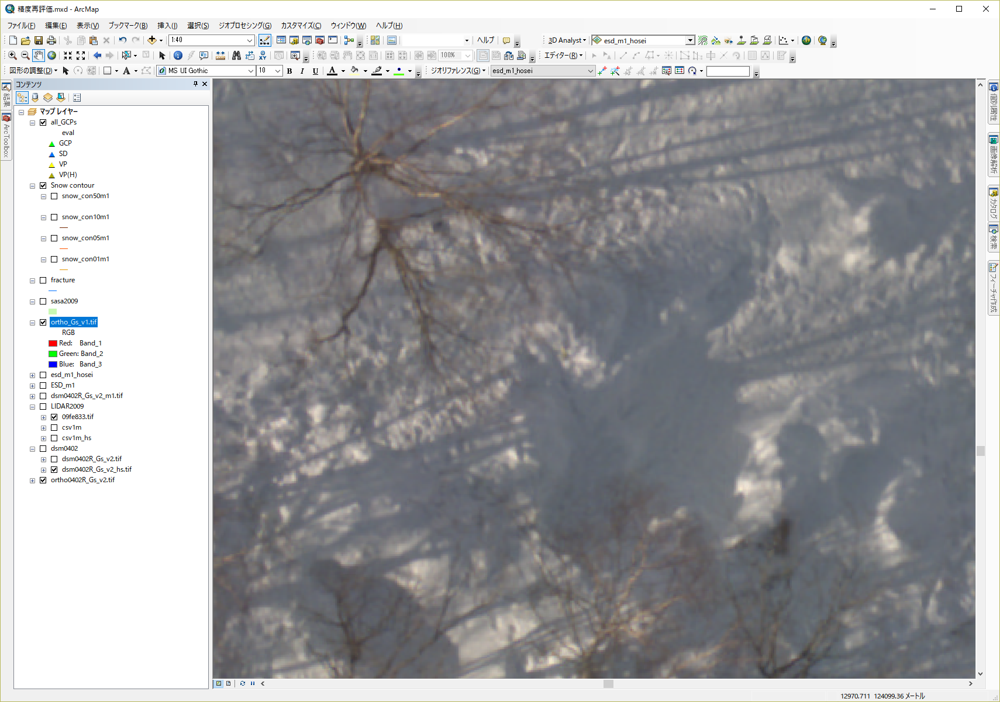 精度再評価.mxd - ArcMap
ファイル(F) 編集(E) 表示(V) ブックマーク(B) 挿入(I) 選択(S) ジオプロセシング(G) カスタマイズ(C) ウィンドウ(W) ヘルプ(H)
1:40 ヘルプ 3D Analyst esd_m1_hosei
100% エディター(R)
図形の調整(D) A MS UI Gothic 10 B I U A ジオリファレンス(G) esd_m1_hosei
コンテンツ
結果
ArcToolbox
マップ レイヤー
all_GCPs
eval
GCP
SD
VP
VP(H)
Snow contour
snow_con50m1
snow_con10m1
snow_con05m1
snow_con01m1
fracture
sasa2009
ortho_Gs_v1.tif
RGB
Red: Band_1
Green: Band_2
Blue: Band_3
esd_m1_hosei
ESD_m1
dsm0402R_Gs_v2_m1.tif
LIDAR2009
09fe833.tif
csv1m
csv1m_hs
dsm0402
dsm0402R_Gs_v2.tif
dsm0402R_Gs_v2_hs.tif
ortho0402R_Gs_v2.tif
個別属性
画像解析
カタログ
検索
フィーチャ作成
12970.711 124099.36 メートル